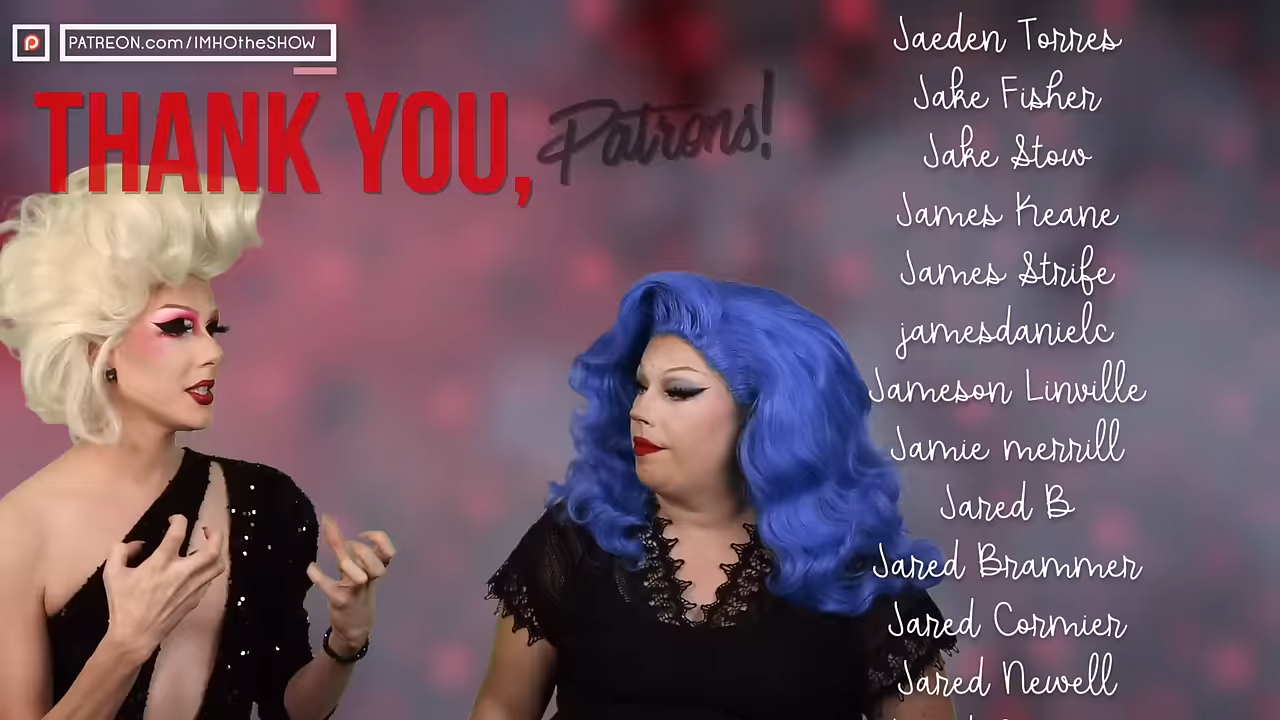 PATREON.com/IMHOtheSHOW
THANK YOU, Patrons!
Jaeden Torres
Jake Fisher
Jake Stow
James Keane
James Strife
jamesdanielc
Jameson Linville
Jamie merrill
Jared B
Jared Brammer
Jared Cormier
Jared Newell